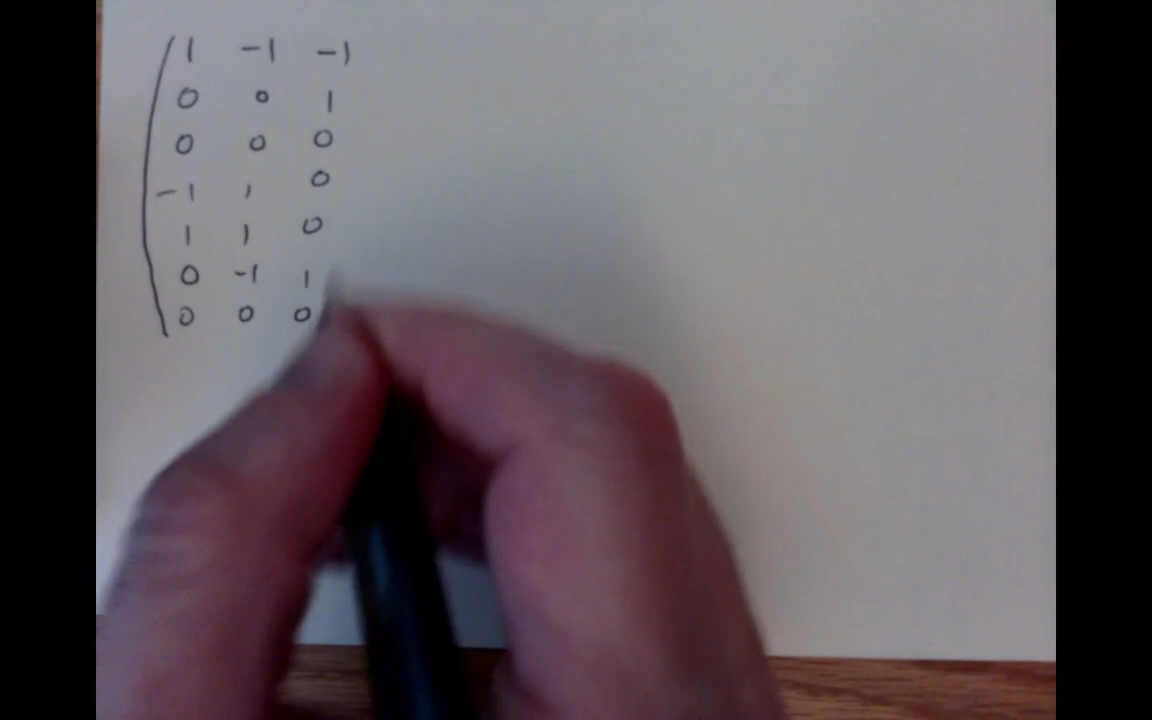 ( 1 -1 -1
0 0 1
0 0 0
-1 1 0
1 1 0
0 -1 1
0 0 0